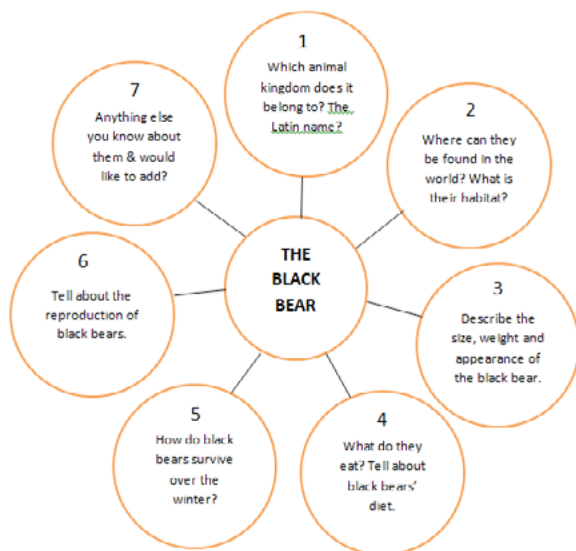 1
Which animal
kingdom does it
belong to? The
Latin name?
2
Where can they
be found in the
world? What is
their habitat?
3
Describe the
size, weight and
appearance of
the black bear.
4
What do they
eat? Tell about
black bears'
diet.
5
How do black
bears survive
over the
winter?
6
Tell about the
reproduction of
black bears.
7
Anything else
you know about
them & would
like to add?
THE
BLACK
BEAR